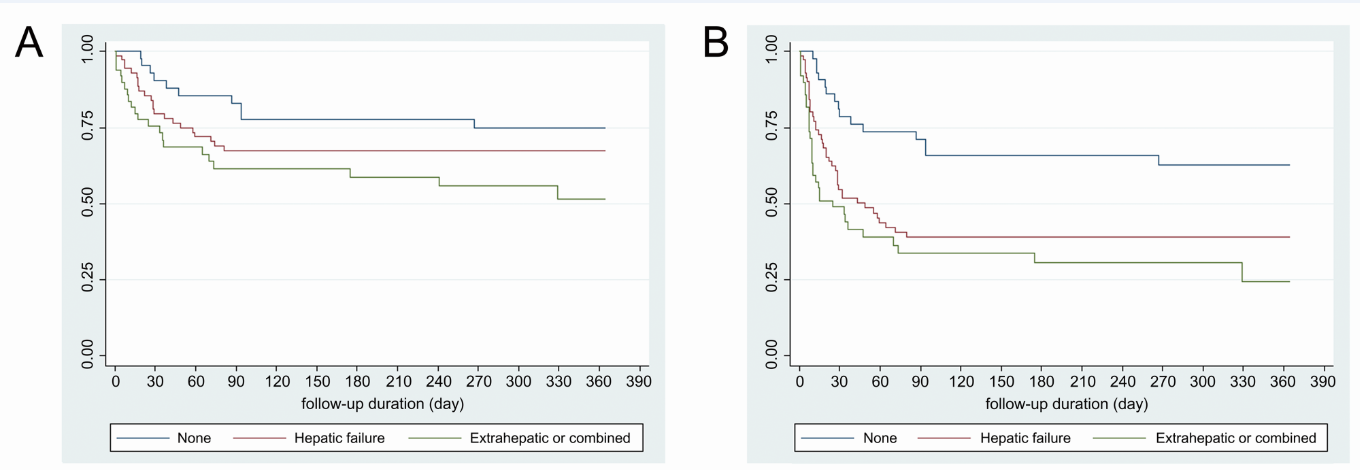 A
1.00
0.75
0.50
0.25
0.00
0 30 60 90 120 150 180 210 240 270 300 330 360 390
follow-up duration (day)
None Hepatic failure Extrahepatic or combined
B
1.00
0.75
0.50
0.25
0.00
0 30 60 90 120 150 180 210 240 270 300 330 360 390
follow-up duration (day)
None Hepatic failure Extrahepatic or combined